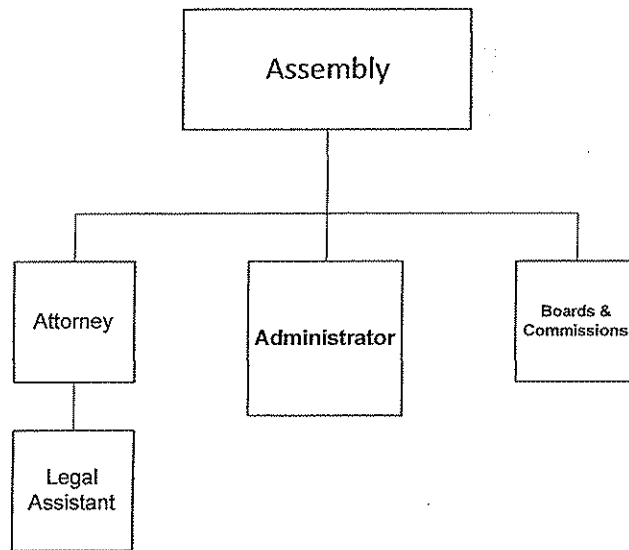 Assembly
Attorney
Administrator
Boards &
Commissions
Legal
Assistant